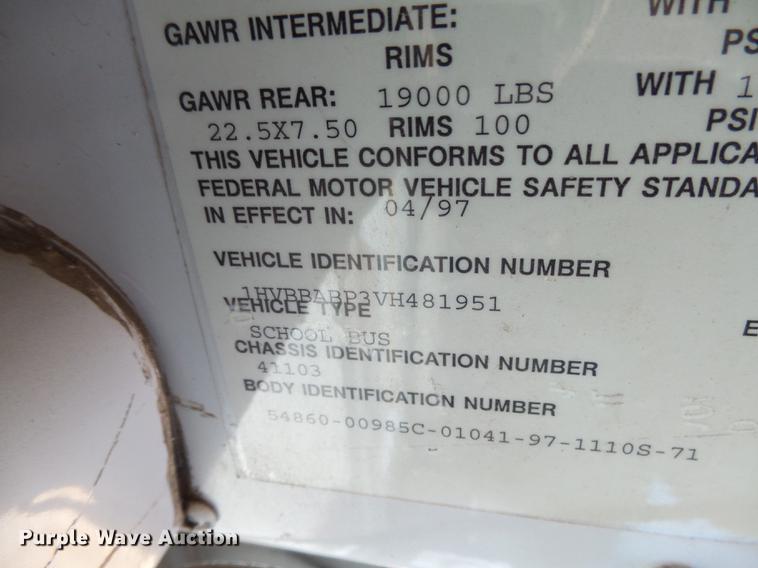 GAWR INTERMEDIATE: WITH
RIMS PS
GAWR REAR: 19000 LBS WITH 1
22.5X7.50 RIMS 100 PSI
THIS VEHICLE CONFORMS TO ALL APPLICA
FEDERAL MOTOR VEHICLE SAFETY STANDA
IN EFFECT IN: 04/97
VEHICLE IDENTIFICATION NUMBER
1HVBBABP3VH481951
VEHICLE TYPE
SCHOOL BUS E
CHASSIS IDENTIFICATION NUMBER
41103
BODY IDENTIFICATION NUMBER
54860-00985C-01041-97-1110S-71
Purple Wave Auction